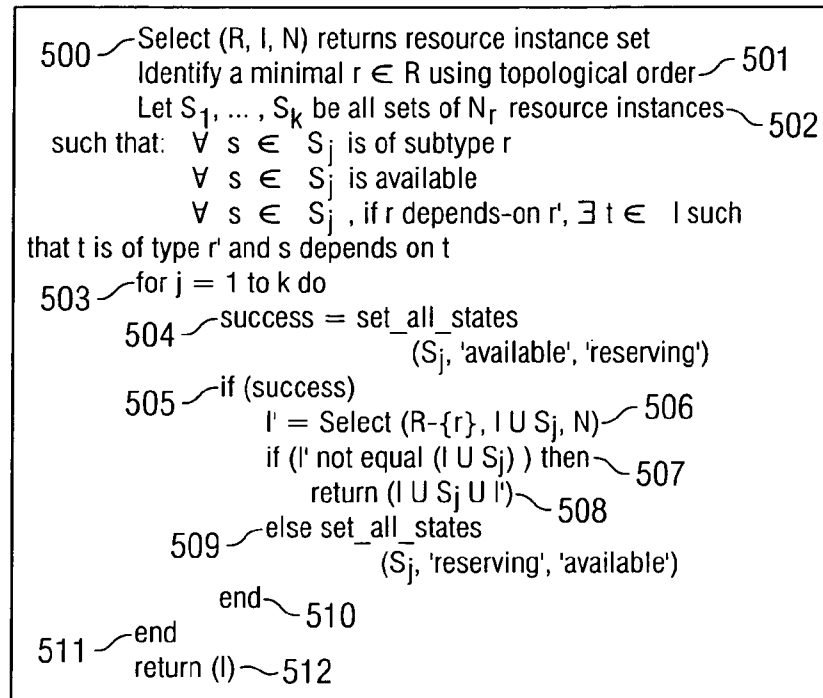 500 Select (R, I, N) returns resource instance set
Identify a minimal r ∈ R using topological order 501
Let S1, ... , Sk be all sets of Nr resource instances 502
such that: ∀ s ∈ Sj is of subtype r
∀ s ∈ Sj is available
∀ s ∈ Sj , if r depends-on r', ∃ t ∈ I such
that t is of type r' and s depends on t
503 for j = 1 to k do
504 success = set_all_states
(Sj, 'available', 'reserving')
505 if (success)
I' = Select (R-{r}, I U Sj, N) 506
if (I' not equal (I U Sj) ) then 507
return (I U Sj U I') 508
509 else set_all_states
(Sj, 'reserving', 'available')
end 510
511 end
return (I) 512